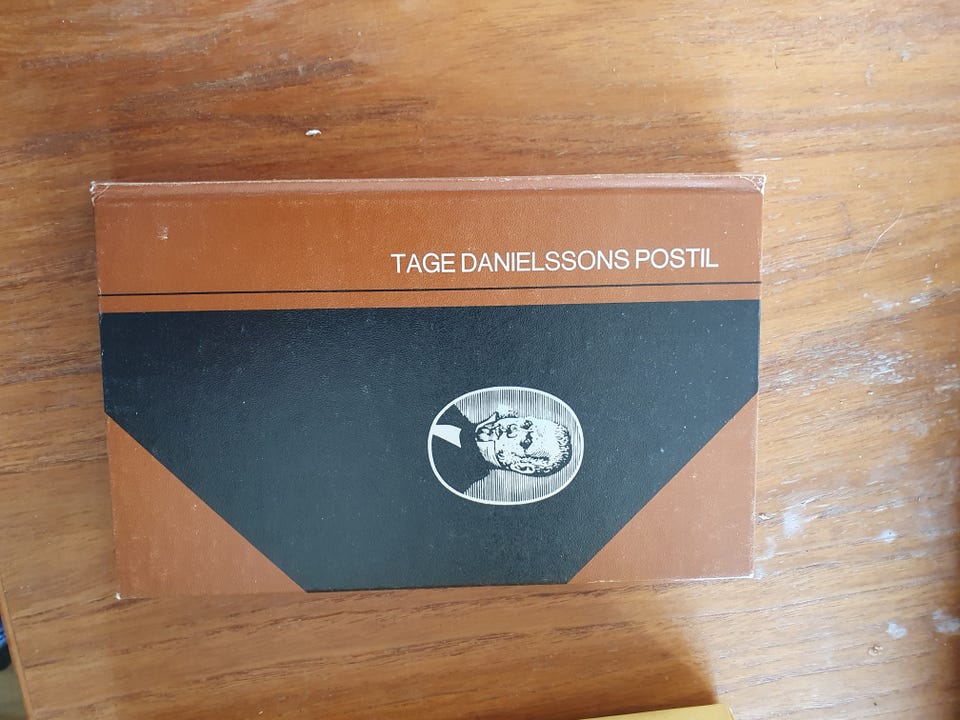 TAGE DANIELSSONS POSTIL